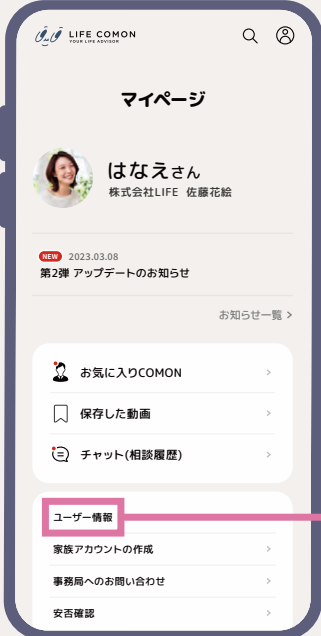 LIFE COMON
YOUR LIFE ADVISOR
マイページ
はなえさん
株式会社LIFE 佐藤花絵
NEW 2023.03.08
第2弾 アップデートのお知らせ
お知らせ一覧 >
お気に入りCOMON
保存した動画
チャット(相談履歴)
ユーザー情報
家族アカウントの作成
事務局へのお問い合わせ
安否確認